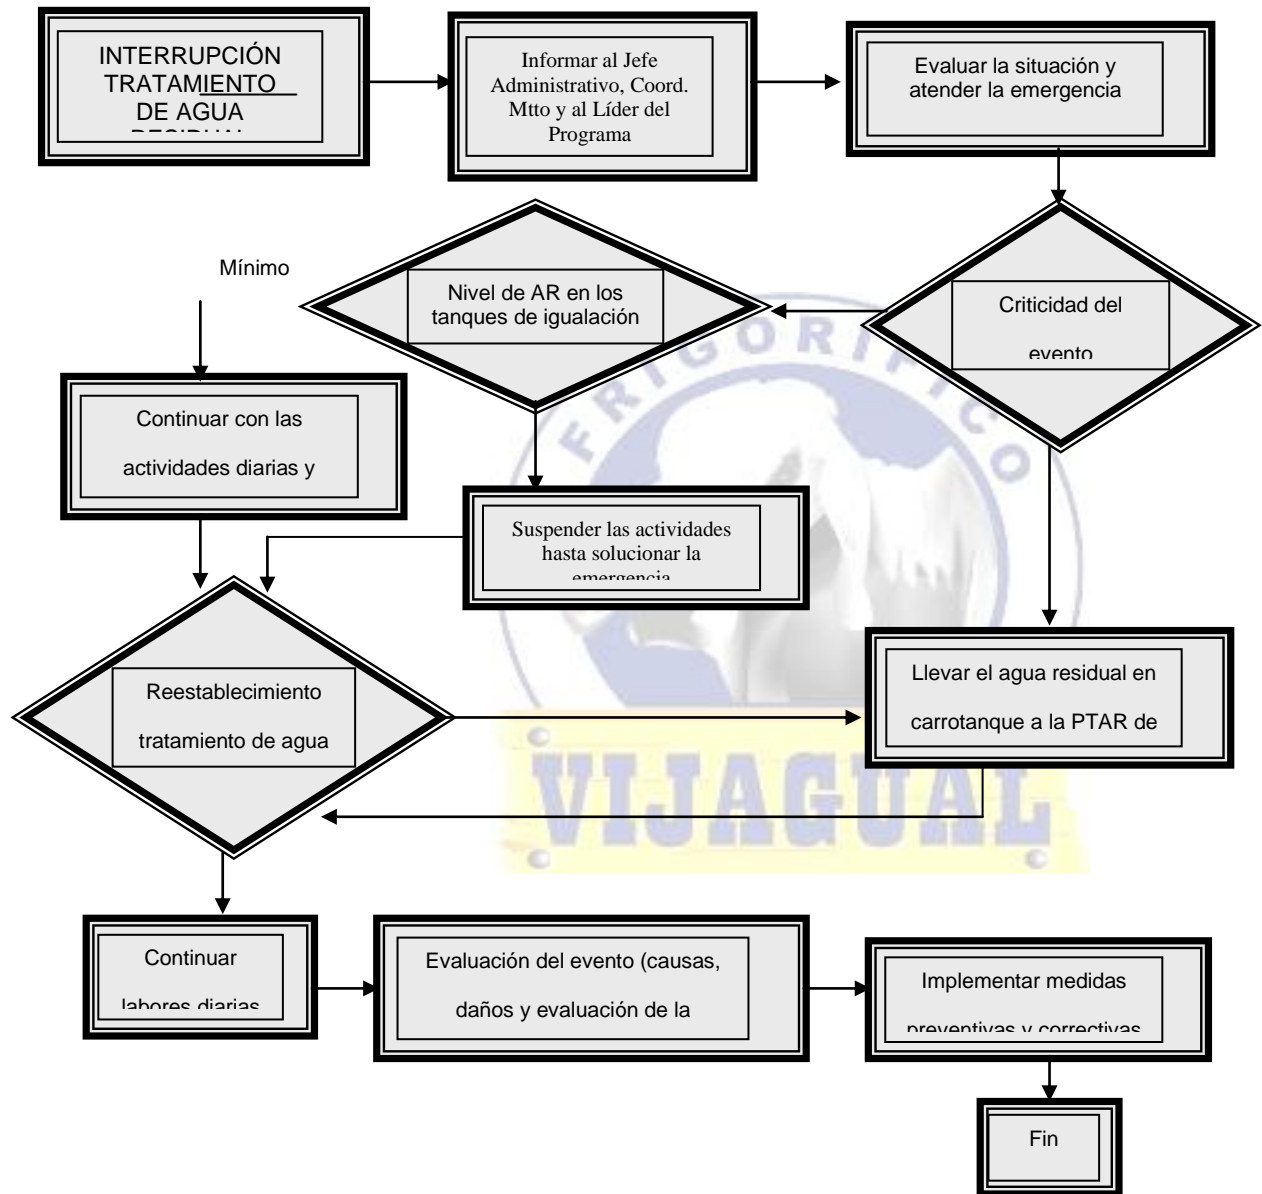 INTERRUPCIÓN
TRATAMIENTO
DE AGUA
Informar al Jefe
Administrativo, Coord.
Mtto y al Líder del
Programa
Evaluar la situación y
atender la emergencia
Mínimo
Nivel de AR en los
tanques de igualación
Criticidad del
evento
Continuar con las
actividades diarias y
Suspender las actividades
hasta solucionar la
emergencia
Reestablecimiento
tratamiento de agua
Llevar el agua residual en
carrotanque a la PTAR de
Continuar
labores diarias
Evaluación del evento (causas,
daños y evaluación de la
Implementar medidas
preventivas y correctivas
Fin
FRIGORIFICO
VIJAGUAL